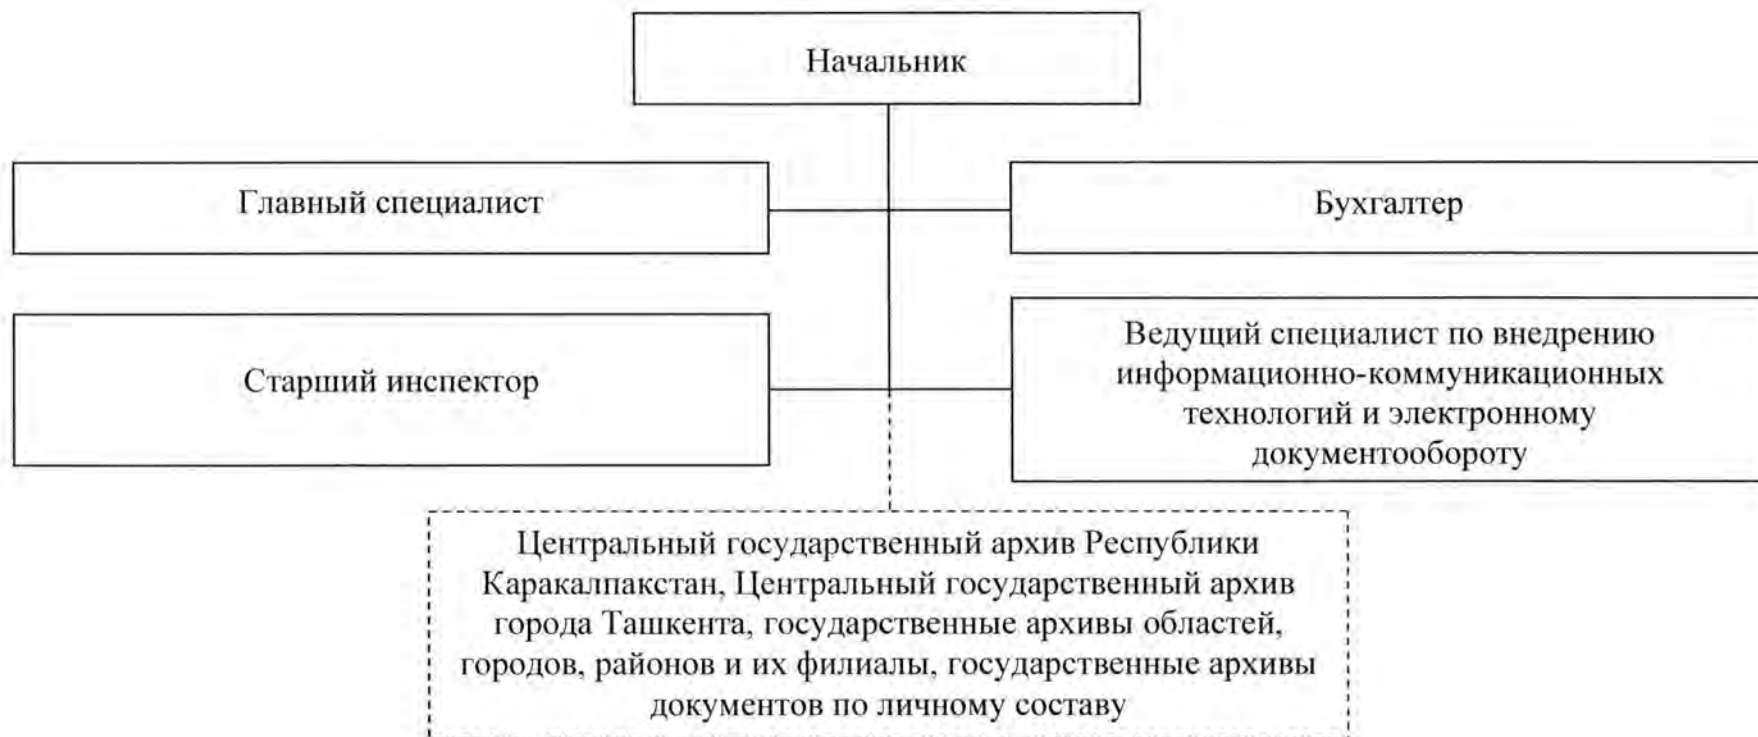 Начальник
Главный специалист
Бухгалтер
Старший инспектор
Ведущий специалист по внедрению
информационно-коммуникационных
технологий и электронному
документообороту
Центральный государственный архив Республики
Каракалпакстан, Центральный государственный архив
города Ташкента, государственные архивы областей,
городов, районов и их филиалы, государственные архивы
документов по личному составу